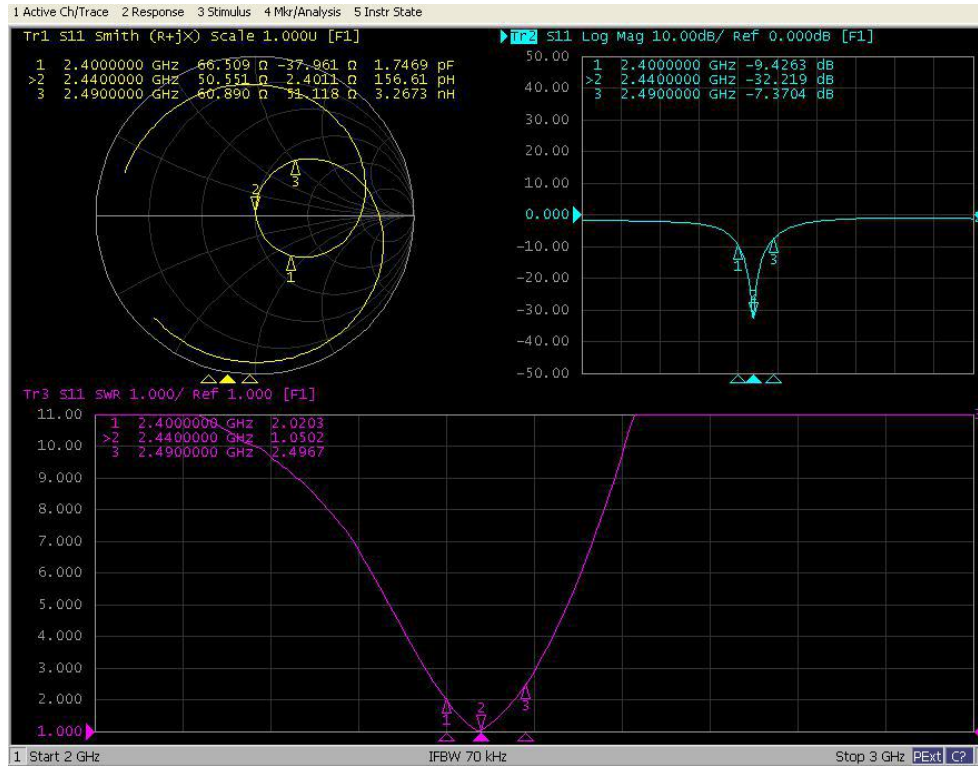 1 Active Ch/Trace 2 Response 3 Stimulus 4 Mkr/Analysis 5 Instr State
Tr1 S11 Smith (R+jX) Scale 1.000U [F1]
1 2.4000000 GHz 66.509 Ω -37.961 Ω 1.7469 pF
>2 2.4400000 GHz 50.551 Ω 2.4011 Ω 156.61 pH
3 2.4900000 GHz 60.890 Ω 51.118 Ω 3.2673 nH
2
3
1
Tr2 S11 Log Mag 10.00dB/ Ref 0.000dB [F1]
50.00
1 2.4000000 GHz -9.4263 dB
>2 2.4400000 GHz -32.219 dB
3 2.4900000 GHz -7.3704 dB
40.00
30.00
20.00
10.00
0.000
-10.00
1
3
-20.00
-30.00
-40.00
-50.00
Tr3 S11 SWR 1.000/ Ref 1.000 [F1]
11.00
1 2.4000000 GHz 2.0203
>2 2.4400000 GHz 1.0502
3 2.4900000 GHz 2.4967
10.00
9.000
8.000
7.000
6.000
5.000
4.000
3.000
2.000
1
2
3
1.000
1 Start 2 GHz IFBW 70 kHz Stop 3 GHz PExt C?